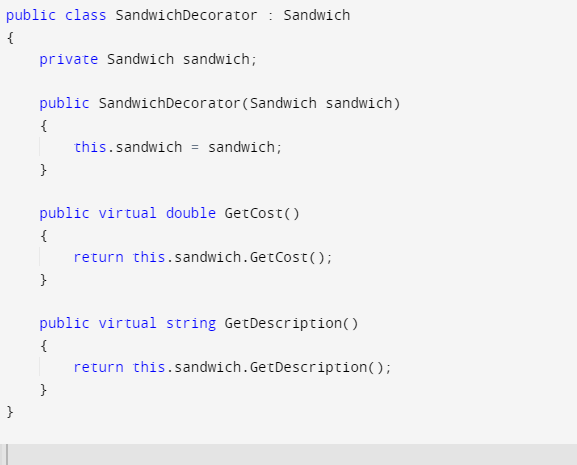 public class SandwichDecorator : Sandwich
{
    private Sandwich sandwich;

    public SandwichDecorator(Sandwich sandwich)
    {
        this.sandwich = sandwich;
    }

    public virtual double GetCost()
    {
        return this.sandwich.GetCost();
    }

    public virtual string GetDescription()
    {
        return this.sandwich.GetDescription();
    }
}